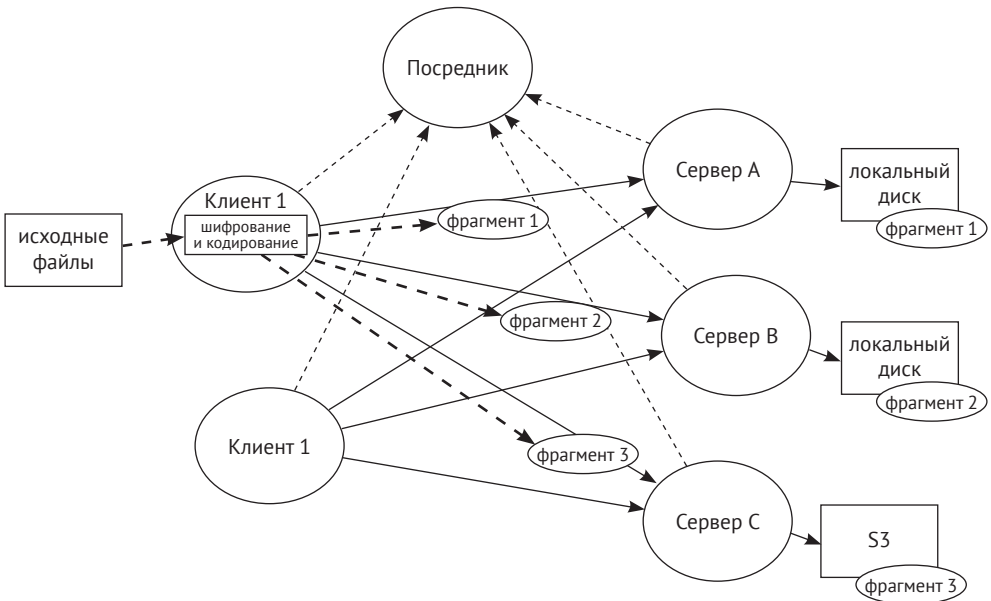 Посредник
Сервер A
локальный
диск
фрагмент 1
Клиент 1
шифрование
и кодирование
фрагмент 1
исходные
файлы
фрагмент 2
Сервер B
локальный
диск
фрагмент 2
Клиент 1
фрагмент 3
Сервер C
S3
фрагмент 3